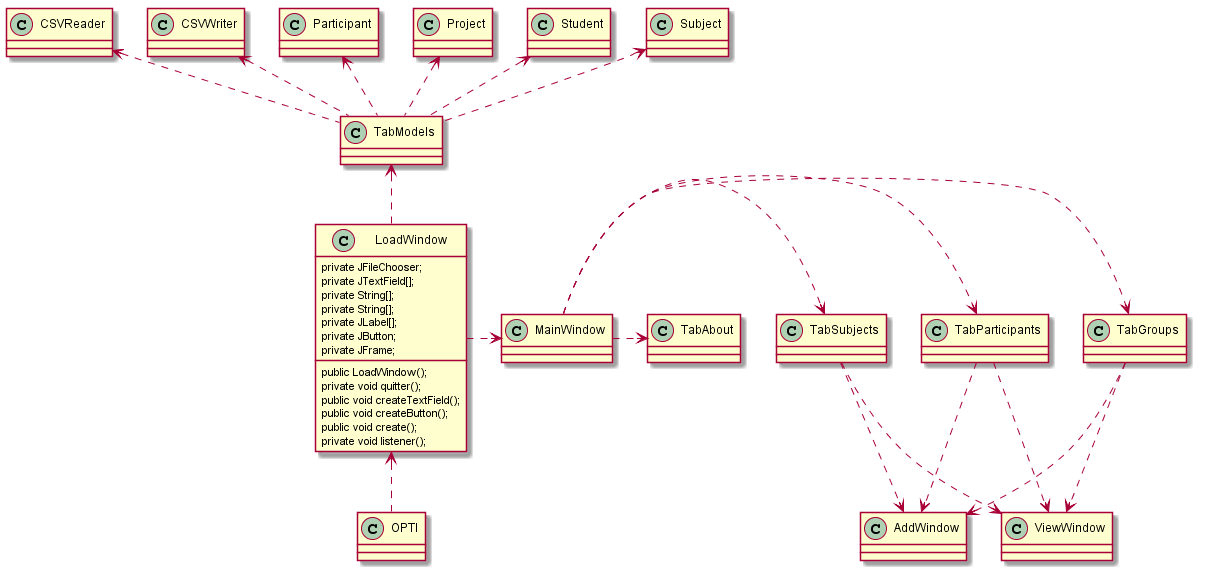 C CSVReader
C CSVWriter
C Participant
C Project
C Student
C Subject
C TabModels
C LoadWindow
private JFileChooser;
private JTextField[];
private String[];
private String[];
private JLabel[];
private JButton;
private JFrame;
public LoadWindow();
private void quitter();
public void createTextField();
public void createButton();
public void create();
private void listener();
C MainWindow
C TabAbout
C TabSubjects
C TabParticipants
C TabGroups
C OPTI
C AddWindow
C ViewWindow